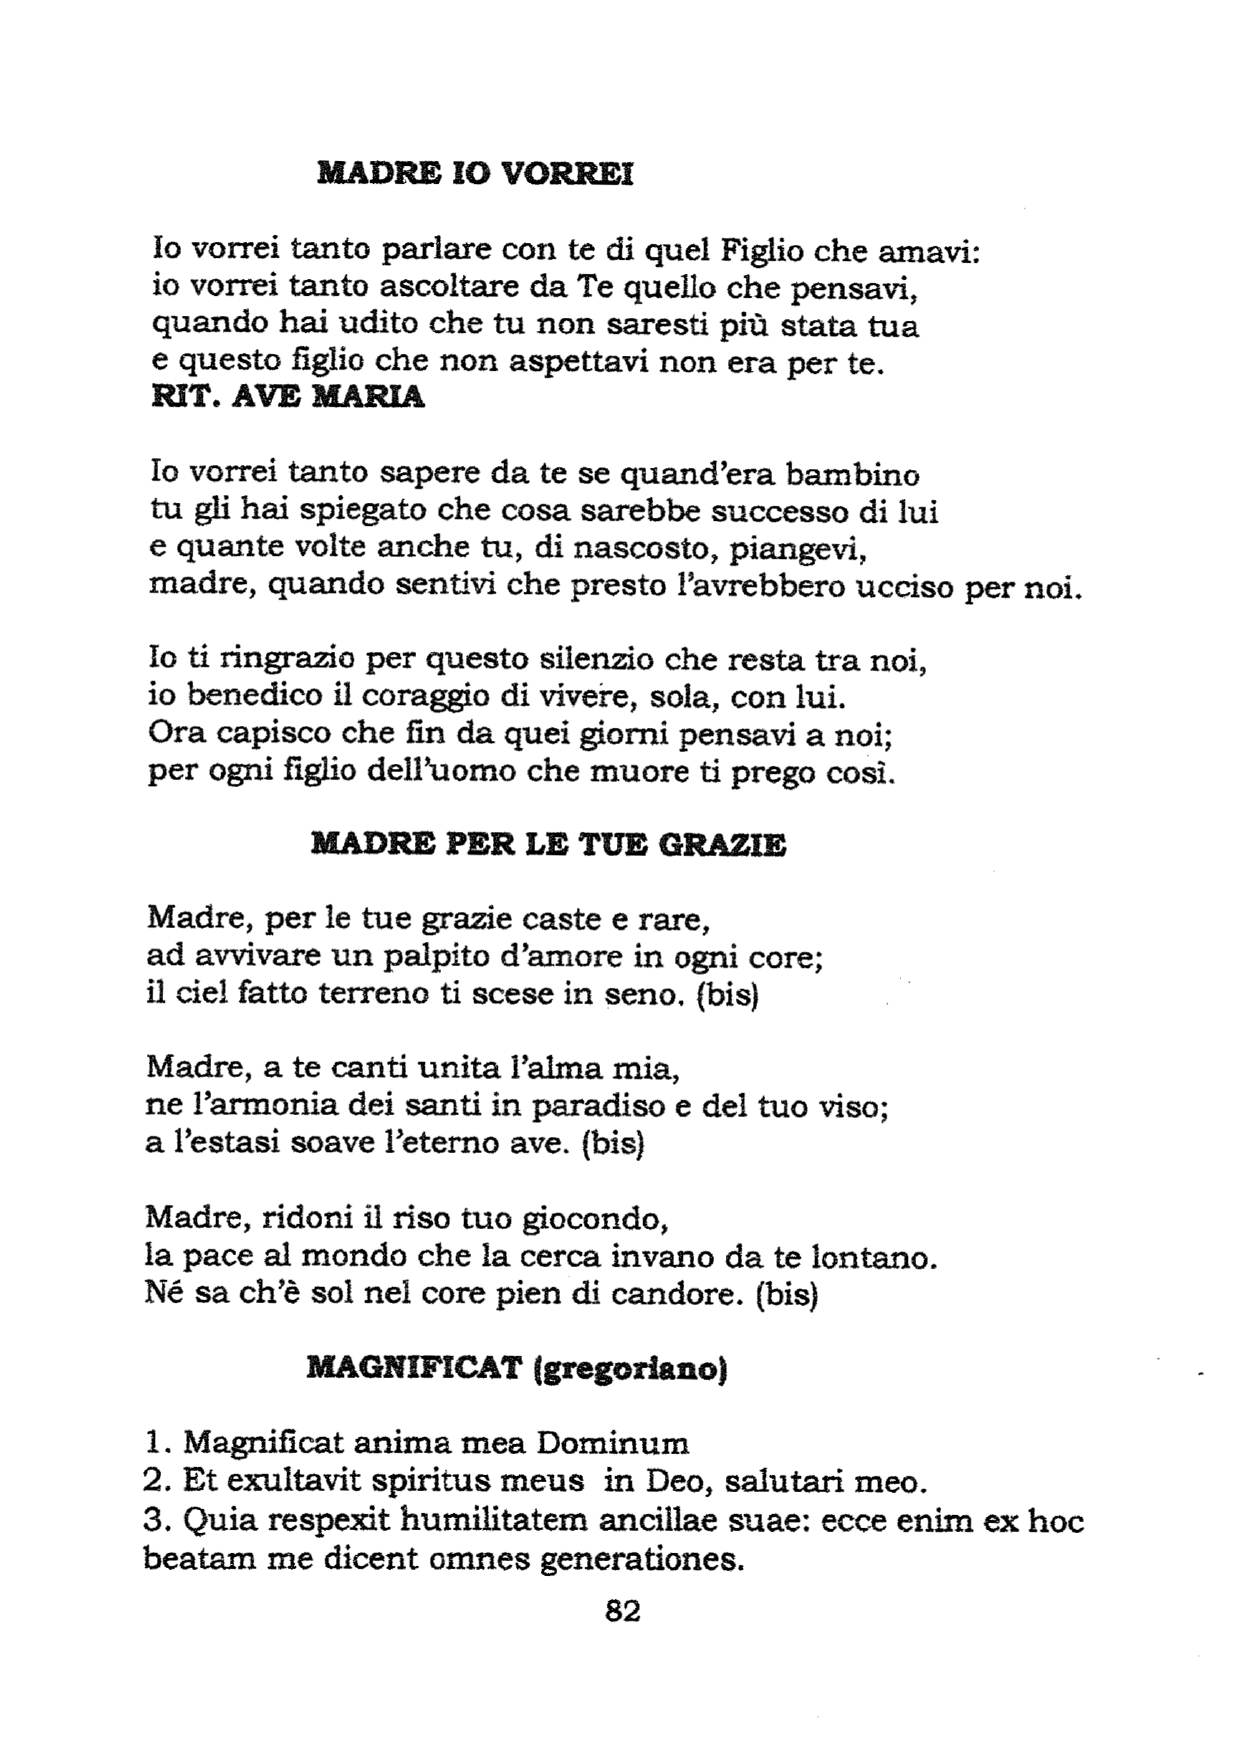 MADRE IO VORREI
Io vorrei tanto parlare con te di quel Figlio che amavi:
io vorrei tanto ascoltare da Te quello che pensavi,
quando hai udito che tu non saresti più stata tua
e questo figlio che non aspettavi non era per te.
RIT. AVE MARIA
Io vorrei tanto sapere da te se quand'era bambino
tu gli hai spiegato che cosa sarebbe successo di lui
e quante volte anche tu, di nascosto, piangevi,
madre, quando sentivi che presto l'avrebbero ucciso per noi.
Io ti ringrazio per questo silenzio che resta tra noi,
io benedico il coraggio di vivere, sola, con lui.
Ora capisco che fin da quei giorni pensavi a noi;
per ogni figlio dell'uomo che muore ti prego così.
MADRE PER LE TUE GRAZIE
Madre, per le tue grazie caste e rare,
ad avvivare un palpito d'amore in ogni core;
il ciel fatto terreno ti scese in seno. (bis)
Madre, a te canti unita l'alma mia,
ne l'armonia dei santi in paradiso e del tuo viso;
a l'estasi soave l'eterno ave. (bis)
Madre, ridoni il riso tuo giocondo,
la pace al mondo che la cerca invano da te lontano.
Né sa ch'è sol nel core pien di candore. (bis)
MAGNIFICAT (gregoriano)
1. Magnificat anima mea Dominum
2. Et exultavit spiritus meus in Deo, salutari meo.
3. Quia respexit humilitatem ancillae suae: ecce enim ex hoc
beatam me dicent omnes generationes.
82